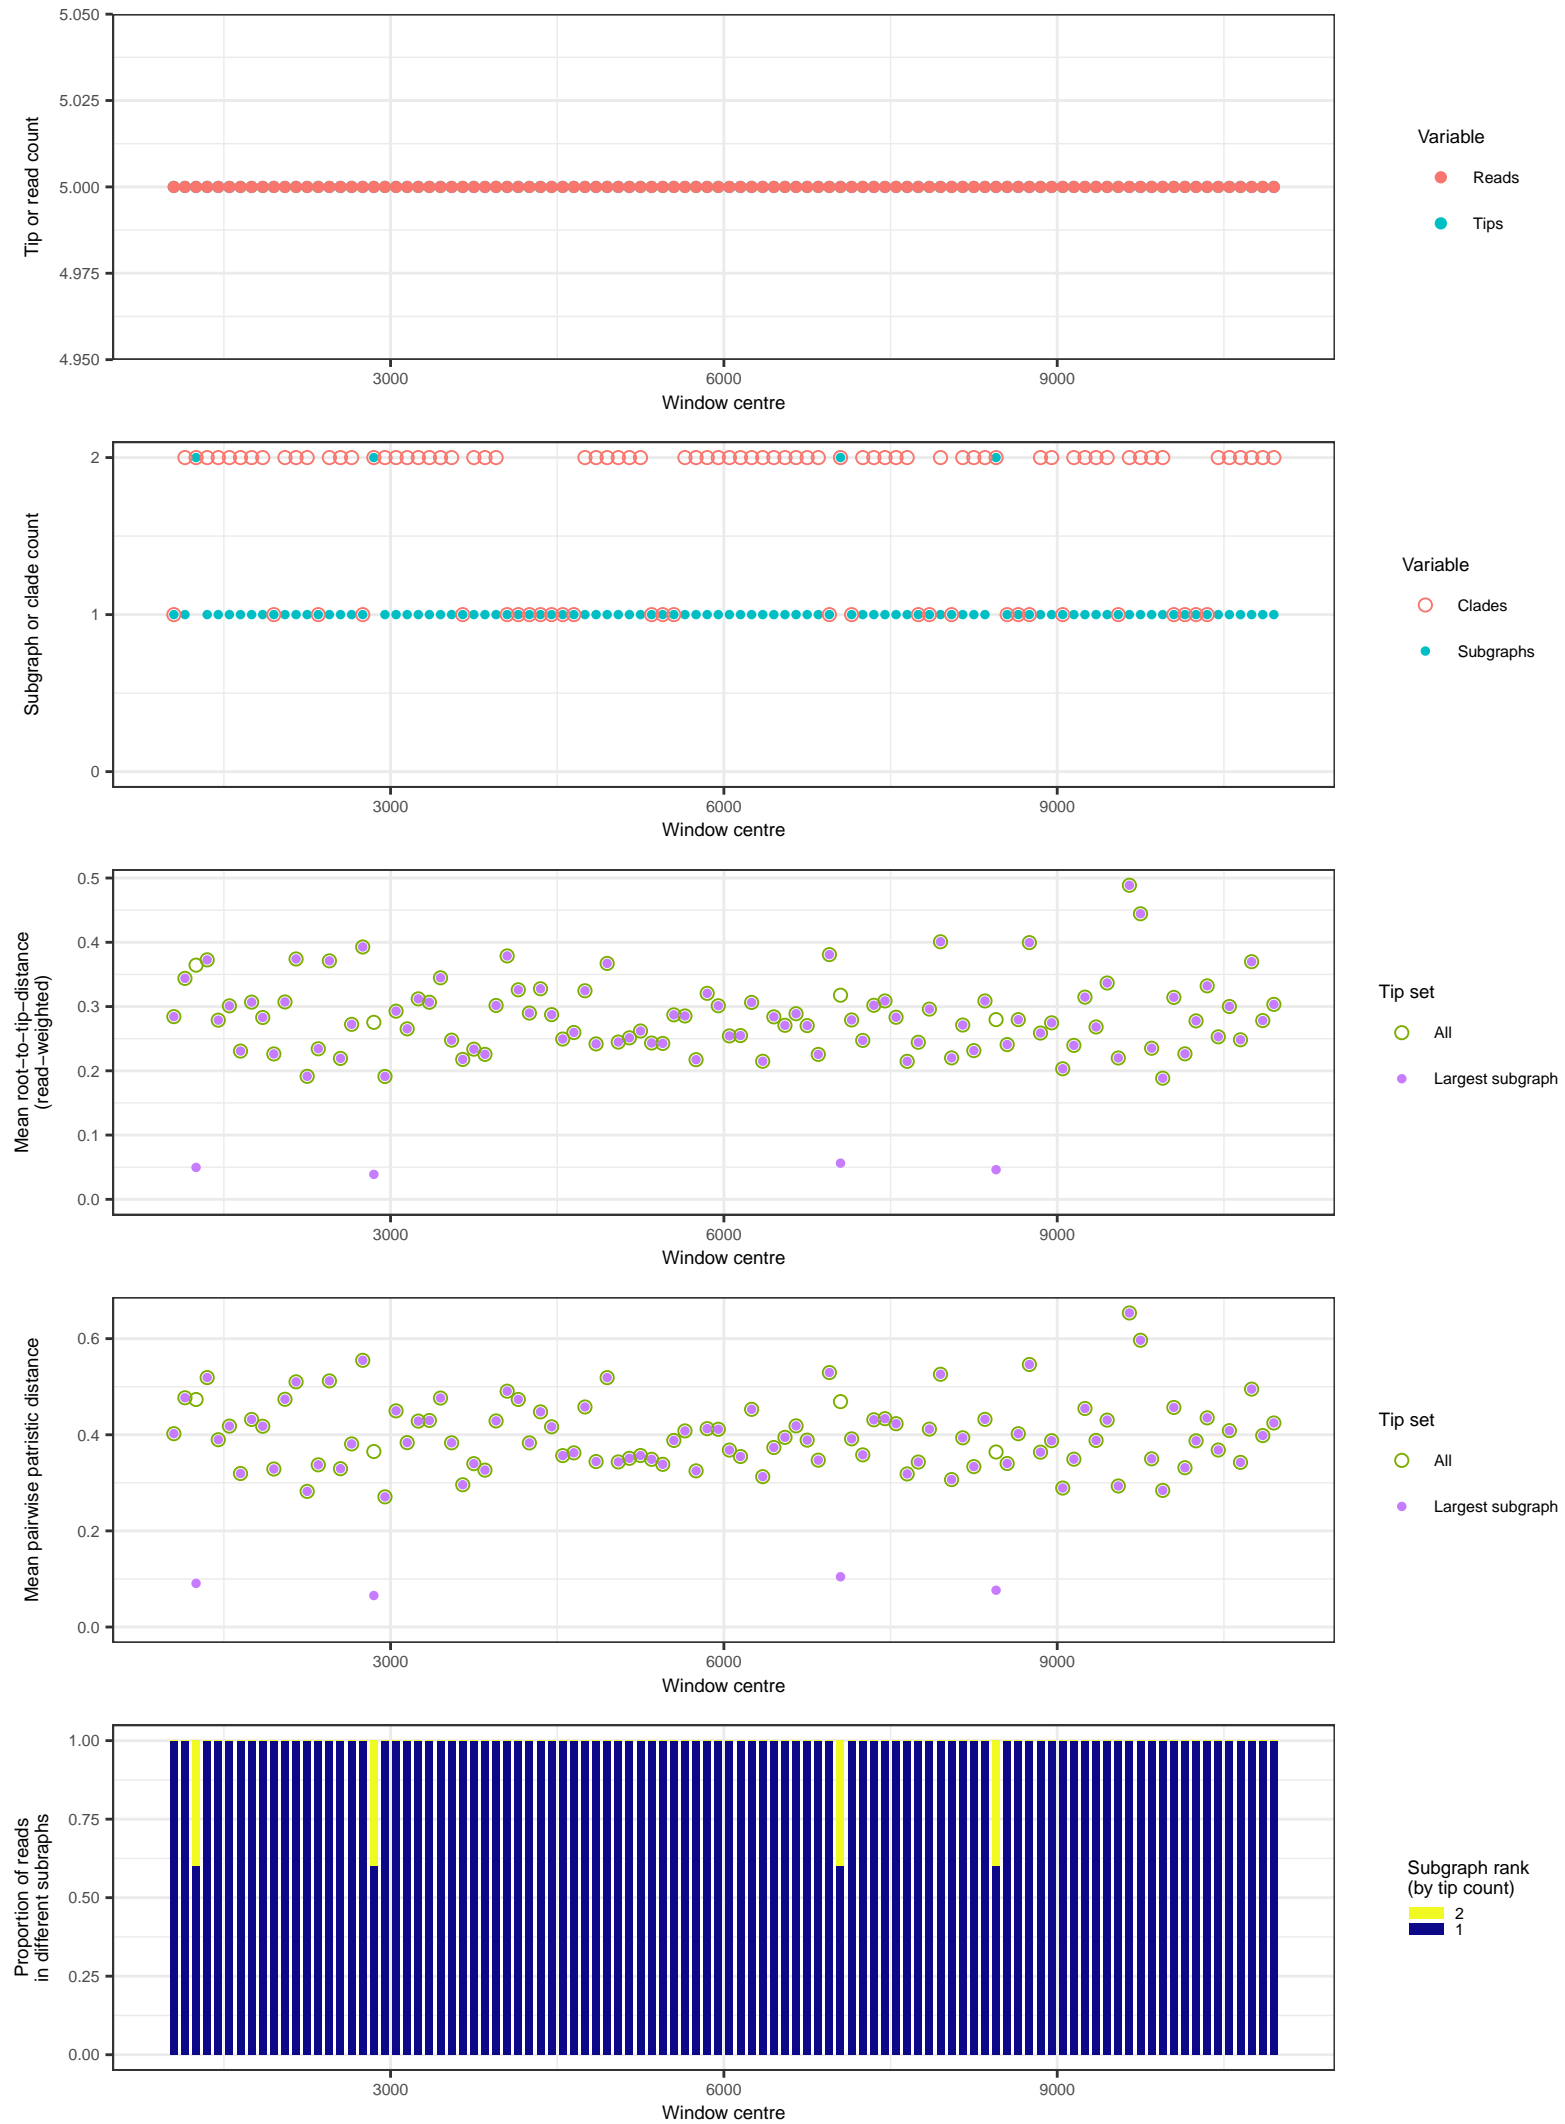 5.050
5.025
5.000
4.975
4.950
Tip or read count
3000
6000
9000
Window centre
Variable
Reads
Tips
2
1
0
Subgraph or clade count
3000
6000
9000
Window centre
Variable
Clades
Subgraphs
0.5
0.4
0.3
0.2
0.1
0.0
Mean root−to−tip−distance
(read−weighted)
3000
6000
9000
Window centre
Tip set
All
Largest subgraph
0.6
0.4
0.2
0.0
Mean pairwise patristic distance
3000
6000
9000
Window centre
Tip set
All
Largest subgraph
1.00
0.75
0.50
0.25
0.00
Proportion of reads
in different subraphs
3000
6000
9000
Window centre
Subgraph rank
(by tip count)
2
1